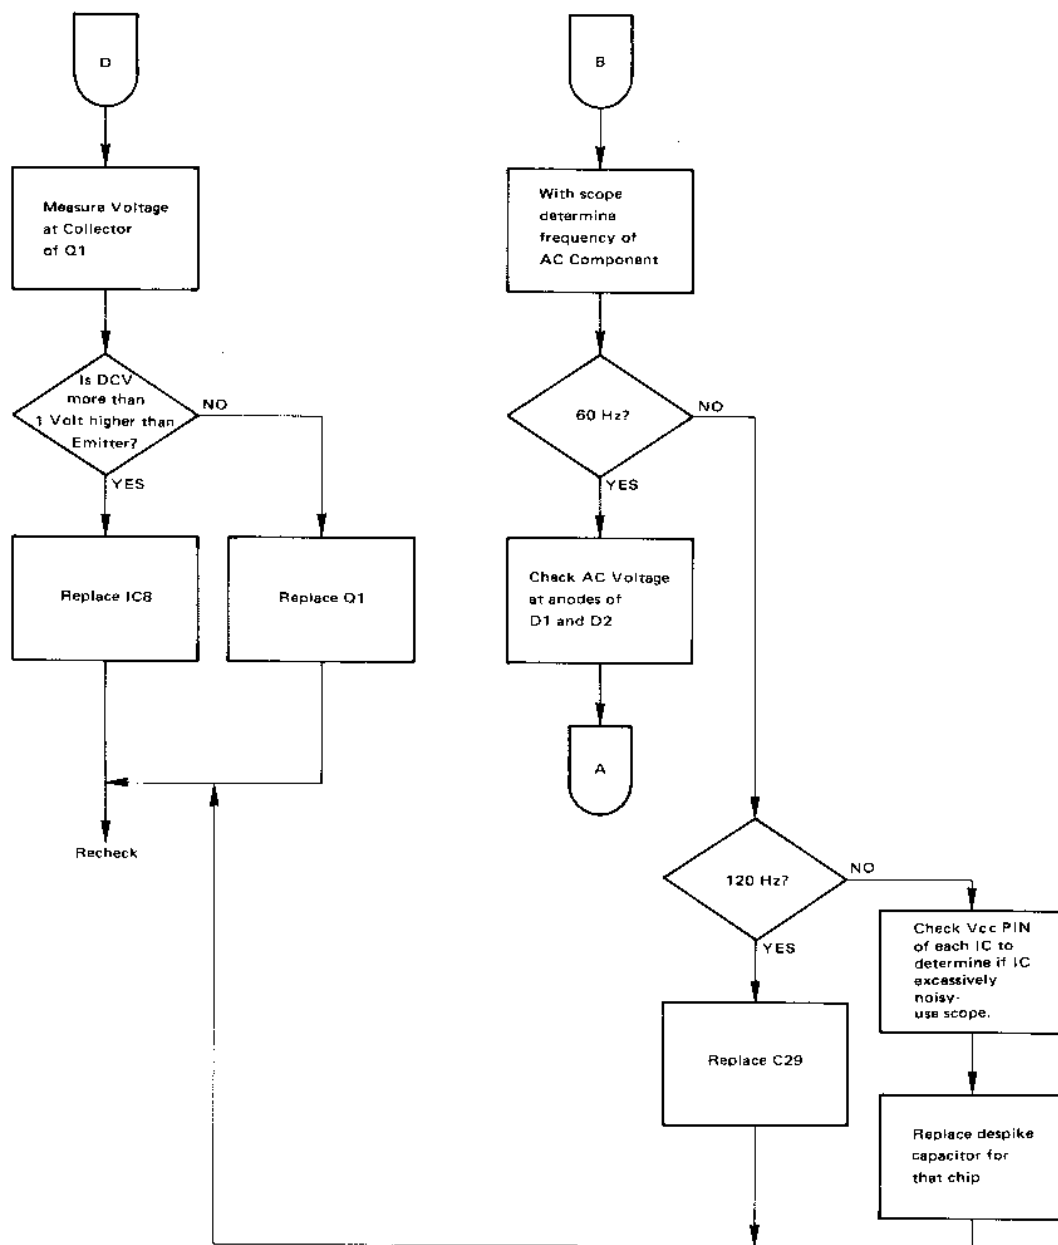 D
Measure Voltage
at Collector
of Q1
Is DCV
more than
1 Volt higher than
Emitter?
NO
YES
Replace IC8
Replace Q1
Recheck
B
With scope
determine
frequency of
AC Component
60 Hz?
NO
YES
Check AC Voltage
at anodes of
D1 and D2
A
120 Hz?
NO
YES
Replace C29
Check Vcc PIN
of each IC to
determine if IC
excessively
noisy-
use scope.
Replace despike
capacitor for
that chip